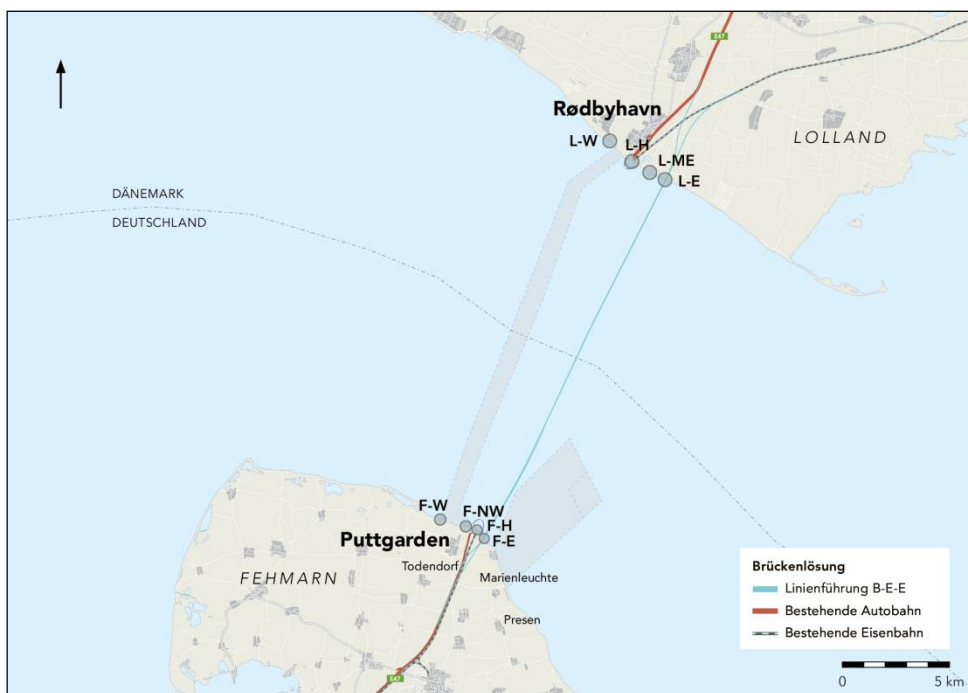 E47
Rødbyhavn
L-W
L-H
LOLLAND
L-ME
L-E
DÄNEMARK
DEUTSCHLAND
F-W
F-NW
F-H
Puttgarden
F-E
Todendorf
Marienleuchte
FEHMARN
Presen
E47
Brückenlösung
Linienführung B-E-E
Bestehende Autobahn
Bestehende Eisenbahn
0 5 km